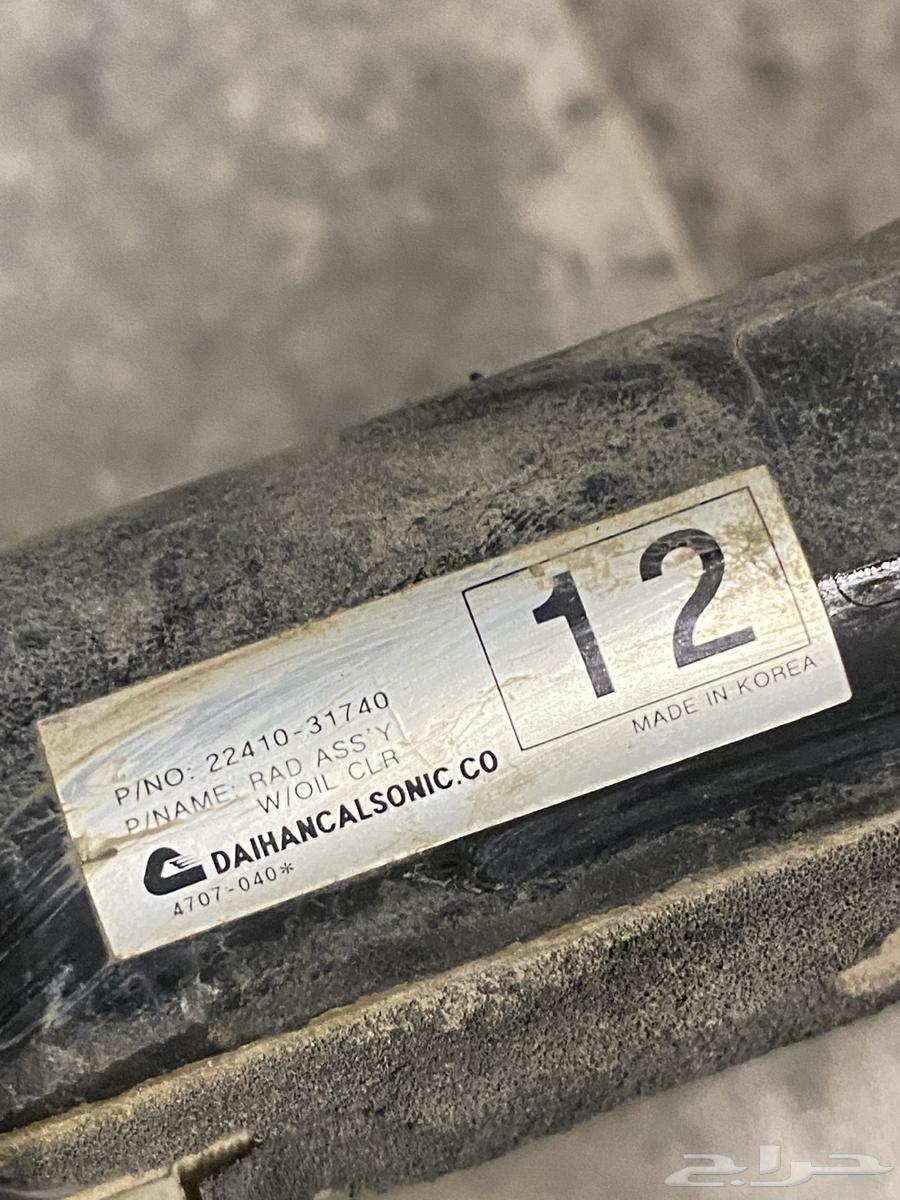 12
MADE IN KOREA
P/NO: 22410-31740
P/NAME: RAD ASS'Y
W/OIL CLR
DAIHANCALSONIC.CO
4707-040*
حراج